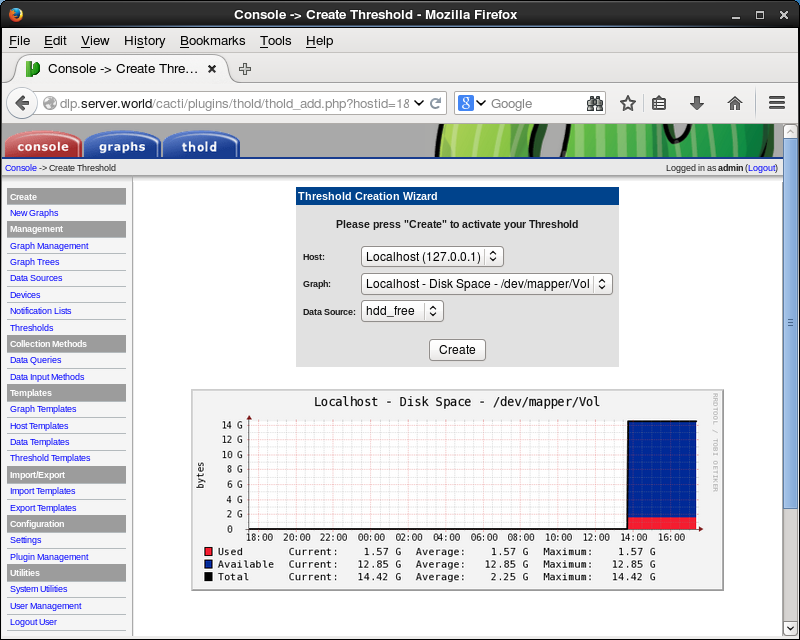 Console -> Create Threshold - Mozilla Firefox
File Edit View History Bookmarks Tools Help
Console -> Create Thre...
dlp.server.world/cacti/plugins/thold/thold_add.php?hostid=1&
Google
console graphs thold
Console -> Create Threshold
Logged in as admin (Logout)
Create
New Graphs
Management
Graph Management
Graph Trees
Data Sources
Devices
Notification Lists
Thresholds
Collection Methods
Data Queries
Data Input Methods
Templates
Graph Templates
Host Templates
Data Templates
Threshold Templates
Import/Export
Import Templates
Export Templates
Configuration
Settings
Plugin Management
Utilities
System Utilities
User Management
Logout User
Threshold Creation Wizard
Please press "Create" to activate your Threshold
Host: Localhost (127.0.0.1)
Graph: Localhost - Disk Space - /dev/mapper/Vol
Data Source: hdd_free
Create
Localhost - Disk Space - /dev/mapper/Vol
RRDTOOL / TOBI OETIKER
bytes
14 G
12 G
10 G
8 G
6 G
4 G
2 G
0
18:00 20:00 22:00 00:00 02:00 04:00 06:00 08:00 10:00 12:00 14:00 16:00
Used Current: 1.57 G Average: 1.57 G Maximum: 1.57 G
Available Current: 12.85 G Average: 12.85 G Maximum: 12.85 G
Total Current: 14.42 G Average: 2.25 G Maximum: 14.42 G